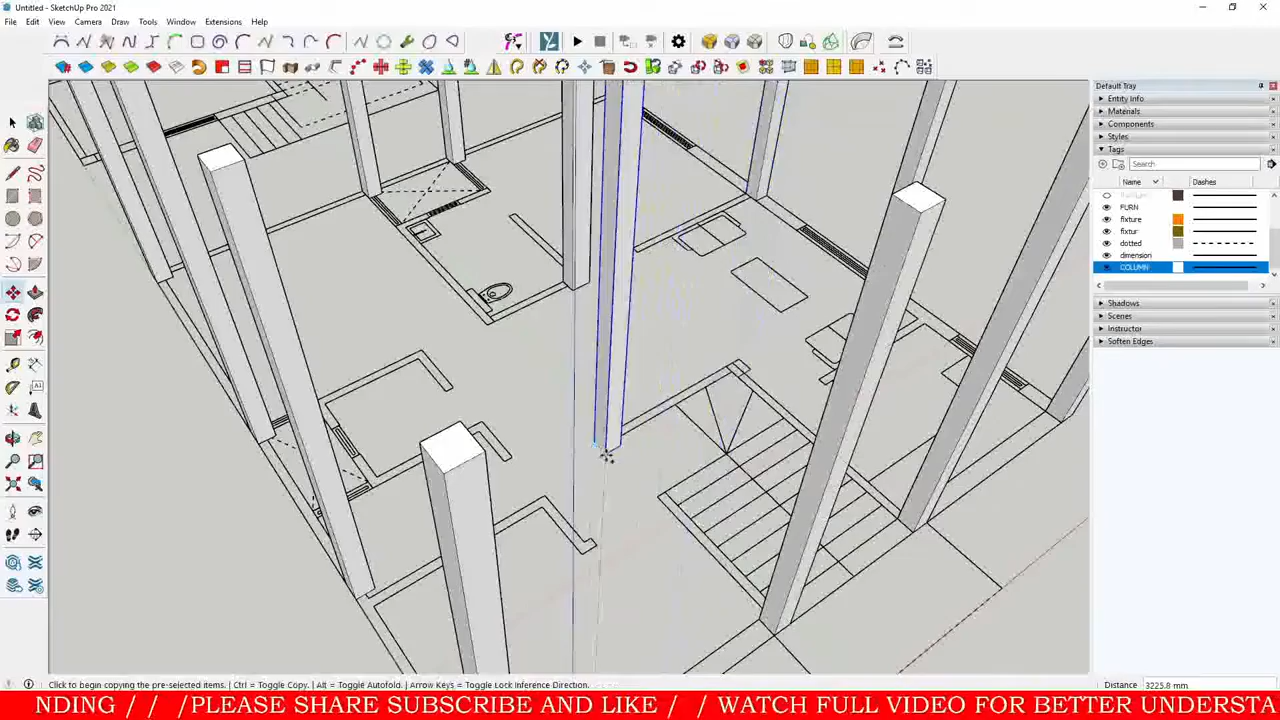 Untitled - SketchUp Pro 2021
File Edit View Camera Draw Tools Window Extensions Help
Default Tray
Entity Info
Materials
Components
Styles
Tags
Search
Name Dashes
FURN
fixture
fixtur
dotted
dimension
COLUMN
Shadows
Scenes
Instructor
Soften Edges
Click to begin copying the pre-selected items. Ctrl = Toggle Copy. Alt = Toggle Autofold. Arrow Keys = Toggle Lock Inference Direction.
Distance 3225.8 mm
NDING / / /PLEASE SHARE SUBSCRIBE AND LIKE / / WATCH FULL VIDEO FOR BETTER UNDERSTA